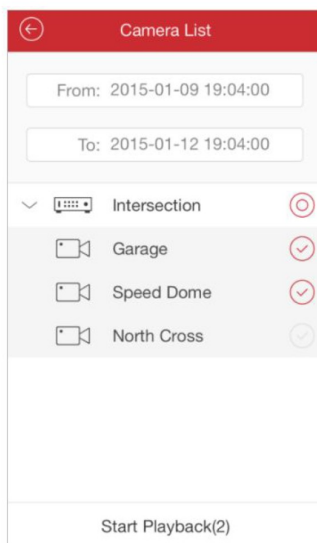 Camera List
From: 2015-01-09 19:04:00
To: 2015-01-12 19:04:00
Intersection
Garage
Speed Dome
North Cross
Start Playback(2)